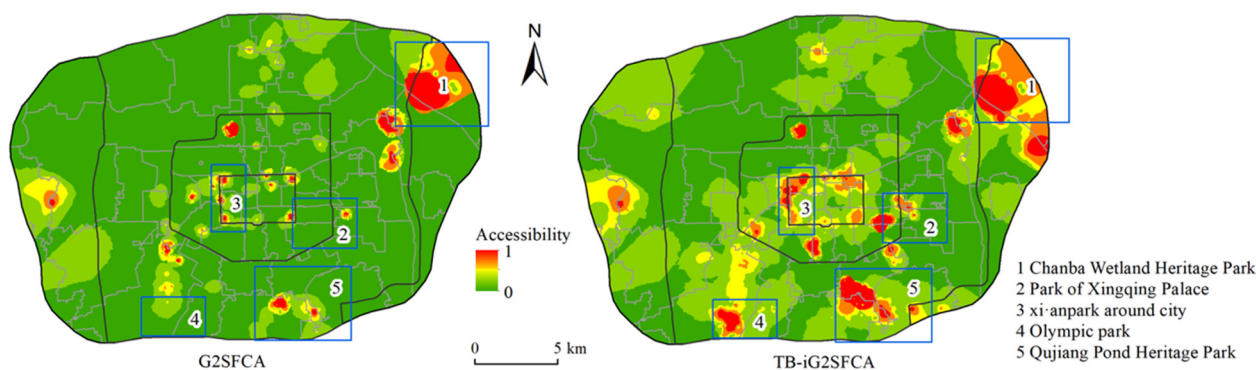 N
1
3
2
5
4
Accessibility
1
0
0 5 km
G2SFCA
1
3
2
5
4
TB-iG2SFCA
1 Chanba Wetland Heritage Park
2 Park of Xingqing Palace
3 xi·anpark around city
4 Olympic park
5 Qujiang Pond Heritage Park